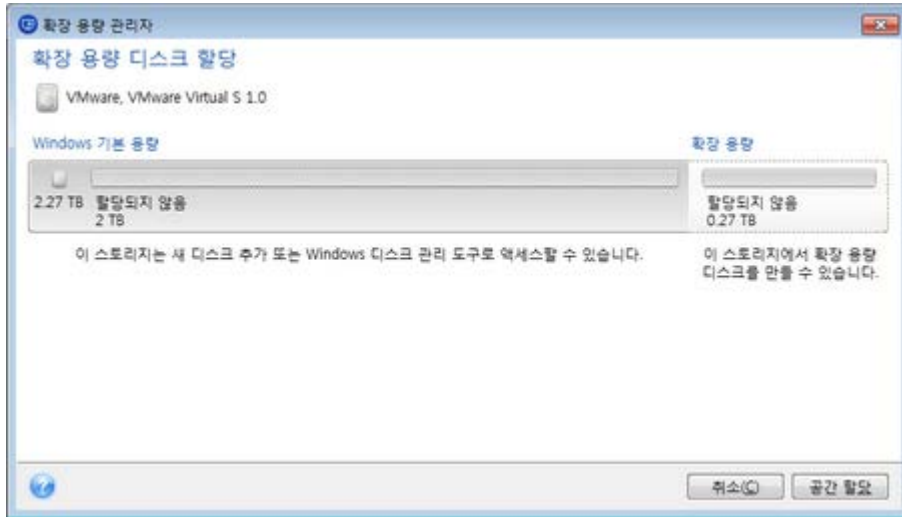 확장 용량 관리자
확장 용량 디스크 할당
VMware, VMware Virtual S 1.0
Windows 기본 용량
확장 용량
2.27 TB
할당되지 않음
2 TB
할당되지 않음
0.27 TB
이 스토리지는 새 디스크 추가 또는 Windows 디스크 관리 도구로 액세스할 수 있습니다.
이 스토리지에서 확장 용량
디스크를 만들 수 있습니다.
취소(C)
공간 할당